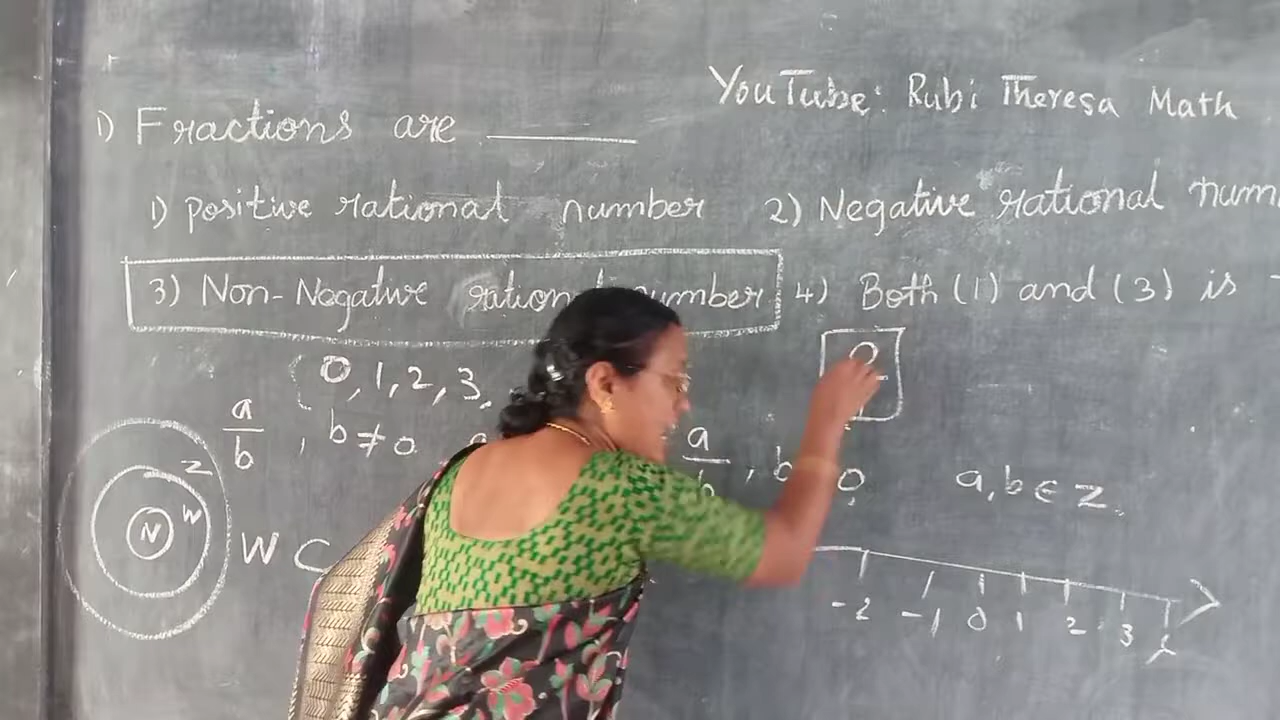 YouTube: Rubi Theresa Math
1) Fractions are ______
1) positive rational number 2) Negative rational num
3) Non-Negative rational number 4) Both (1) and (3) is
0, 1, 2, 3,
a/b , b ≠ 0
a/b , b 0, a, b ∈ Z
N W Z
W C
-2 -1 0 1 2 3